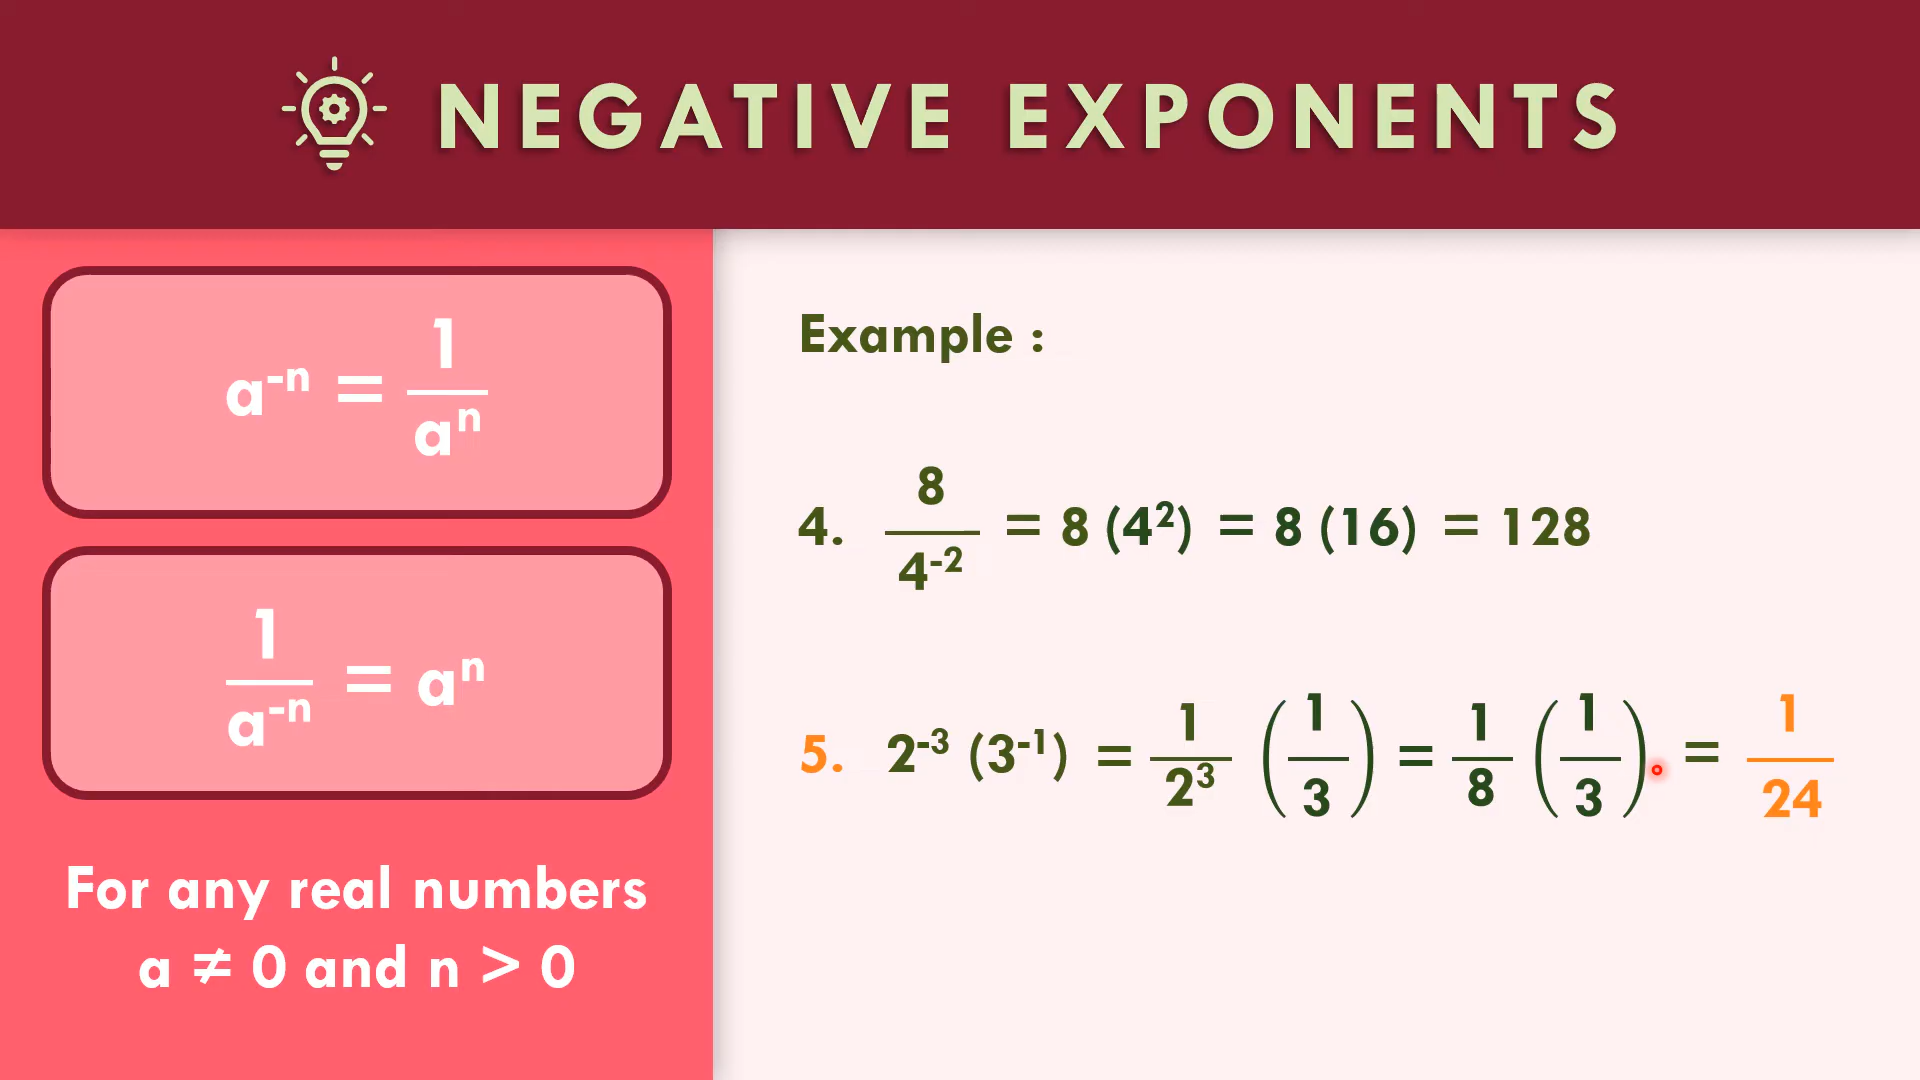 NEGATIVE EXPONENTS
a⁻ⁿ = 1/aⁿ
1/a⁻ⁿ = aⁿ
For any real numbers
a ≠ 0 and n > 0
Example :
4. 8/4⁻² = 8 (4²) = 8 (16) = 128
5. 2⁻³ (3⁻¹) = 1/2³ (1/3) = 1/8 (1/3) = 1/24